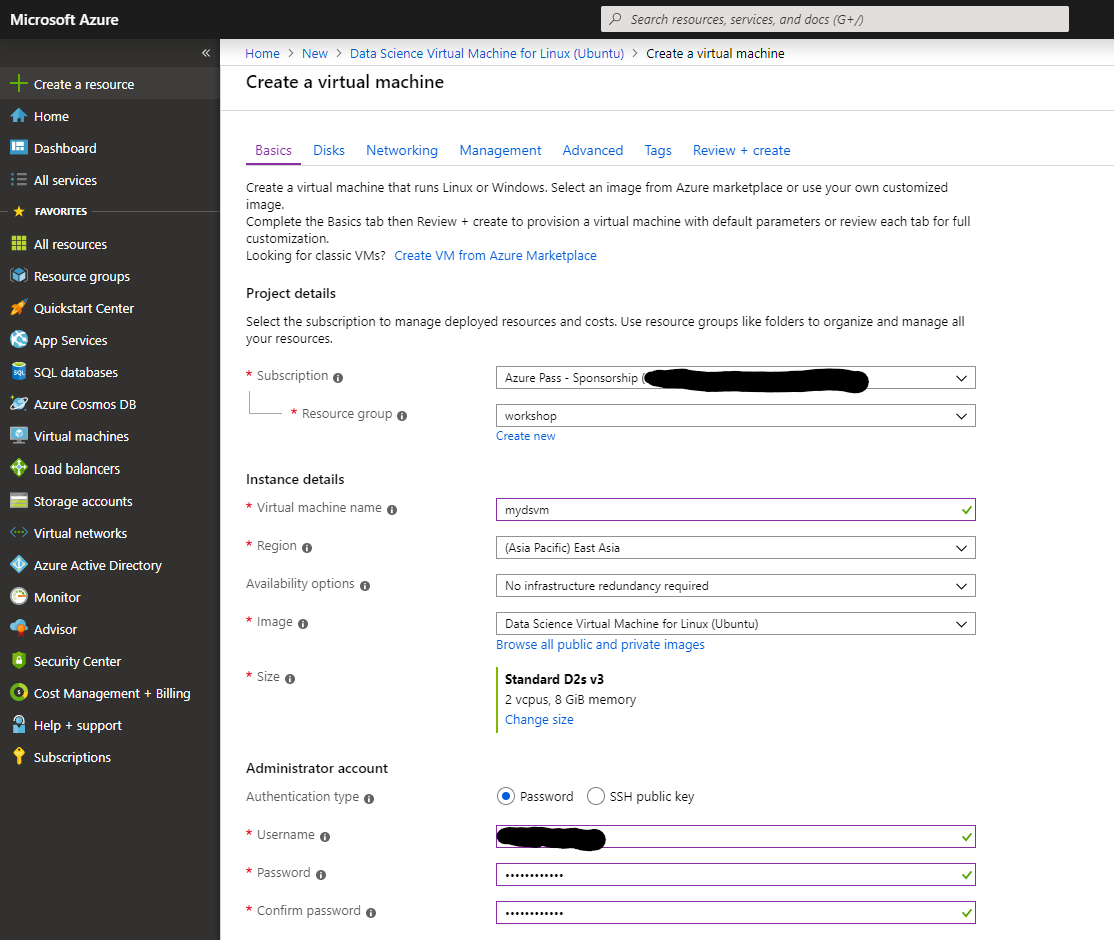 Microsoft Azure
Search resources, services, and docs (G+/)
«
Create a resource
Home
Dashboard
All services
FAVORITES
All resources
Resource groups
Quickstart Center
App Services
SQL databases
Azure Cosmos DB
Virtual machines
Load balancers
Storage accounts
Virtual networks
Azure Active Directory
Monitor
Advisor
Security Center
Cost Management + Billing
Help + support
Subscriptions
Home > New > Data Science Virtual Machine for Linux (Ubuntu) > Create a virtual machine
Create a virtual machine
Basics Disks Networking Management Advanced Tags Review + create
Create a virtual machine that runs Linux or Windows. Select an image from Azure marketplace or use your own customized
image.
Complete the Basics tab then Review + create to provision a virtual machine with default parameters or review each tab for full
customization.
Looking for classic VMs? Create VM from Azure Marketplace
Project details
Select the subscription to manage deployed resources and costs. Use resource groups like folders to organize and manage all
your resources.
* Subscription Azure Pass - Sponsorship (
* Resource group workshop
Create new
Instance details
* Virtual machine name mydsvm
* Region (Asia Pacific) East Asia
Availability options No infrastructure redundancy required
* Image Data Science Virtual Machine for Linux (Ubuntu)
Browse all public and private images
* Size Standard D2s v3
2 vcpus, 8 GiB memory
Change size
Administrator account
Authentication type Password SSH public key
* Username
* Password ••••••••••••
* Confirm password ••••••••••••